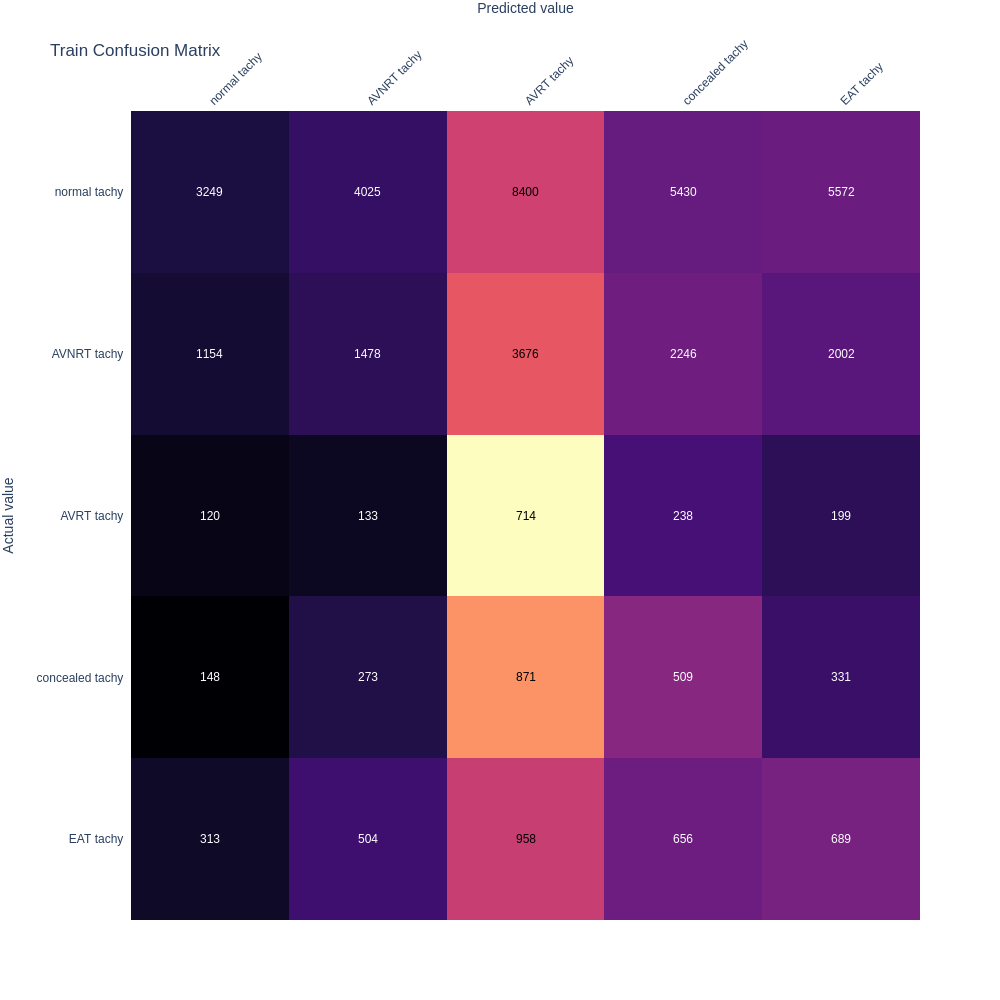 Predicted value
Train Confusion Matrix
normal tachy
AVNRT tachy
AVRT tachy
concealed tachy
EAT tachy
Actual value
normal tachy 3249 4025 8400 5430 5572
AVNRT tachy 1154 1478 3676 2246 2002
AVRT tachy 120 133 714 238 199
concealed tachy 148 273 871 509 331
EAT tachy 313 504 958 656 689